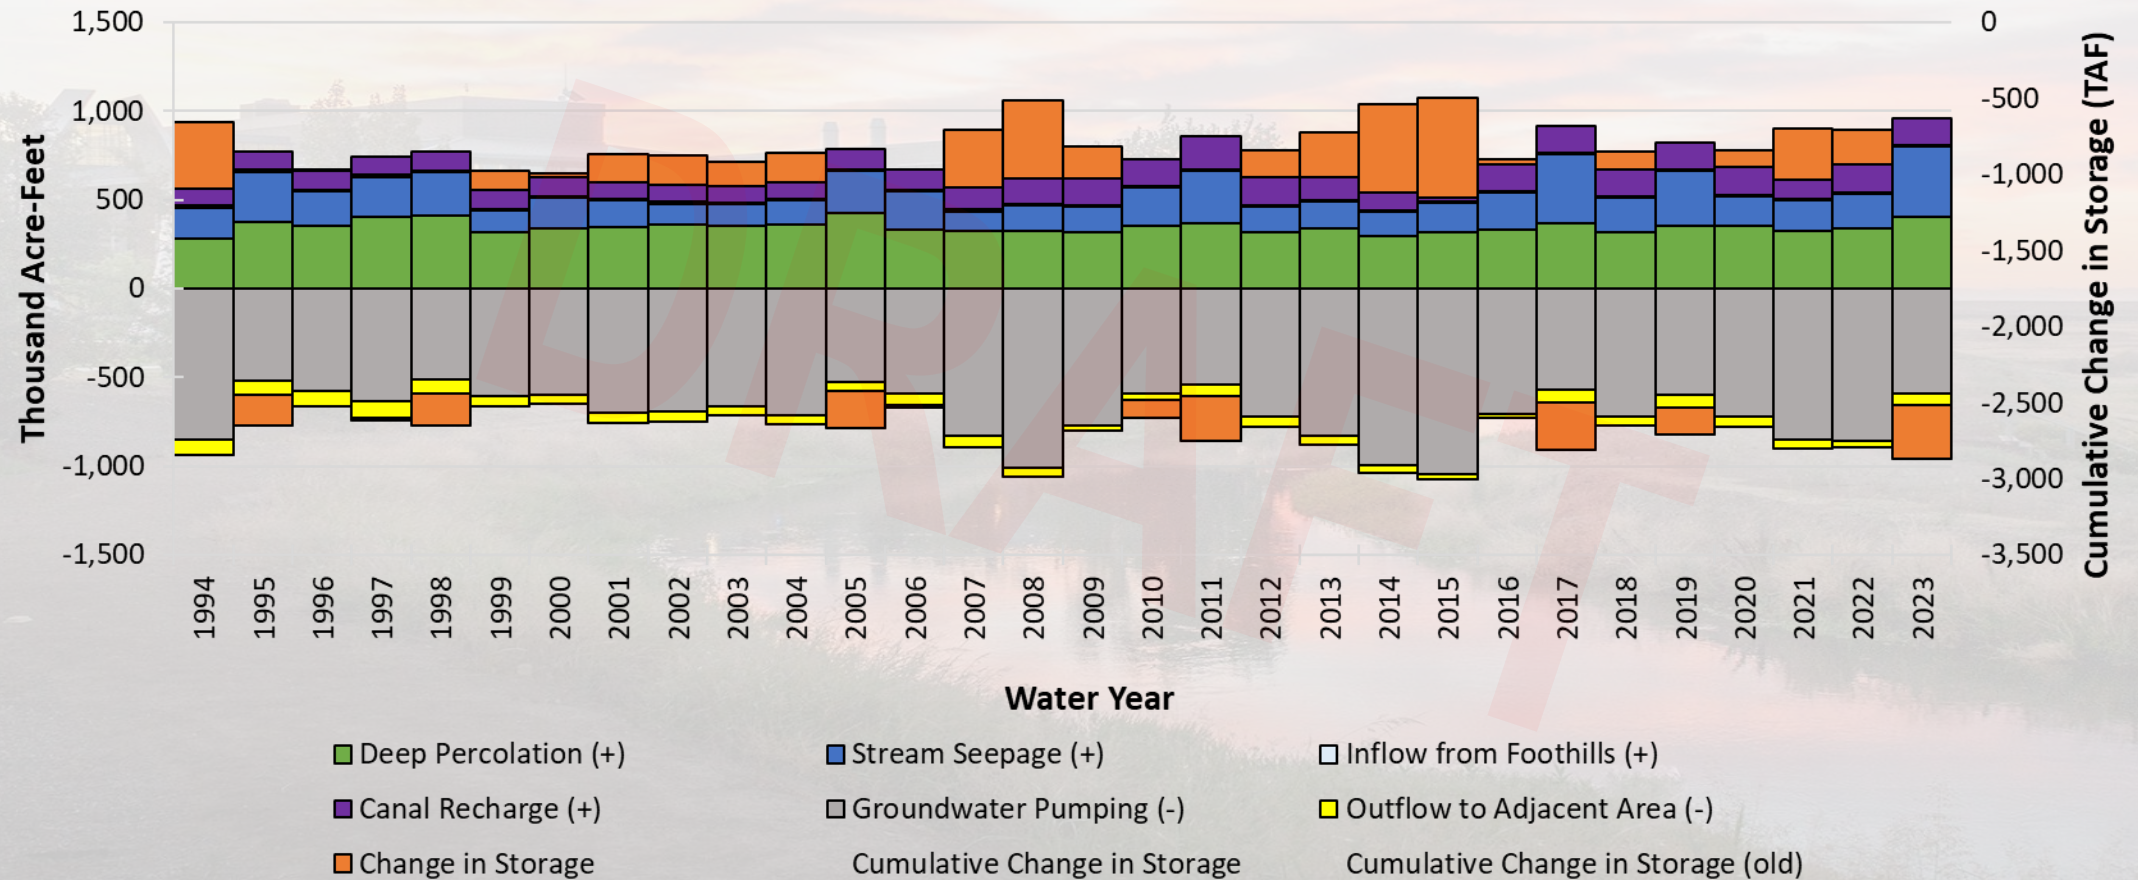 1,500
1,000
500
0
-500
-1,000
-1,500
Thousand Acre-Feet
0
-500
-1,000
-1,500
-2,000
-2,500
-3,000
-3,500
Cumulative Change in Storage (TAF)
DRAFT
1994 1995 1996 1997 1998 1999 2000 2001 2002 2003 2004 2005 2006 2007 2008 2009 2010 2011 2012 2013 2014 2015 2016 2017 2018 2019 2020 2021 2022 2023
Water Year
Deep Percolation (+) Stream Seepage (+) Inflow from Foothills (+)
Canal Recharge (+) Groundwater Pumping (-) Outflow to Adjacent Area (-)
Change in Storage Cumulative Change in Storage Cumulative Change in Storage (old)